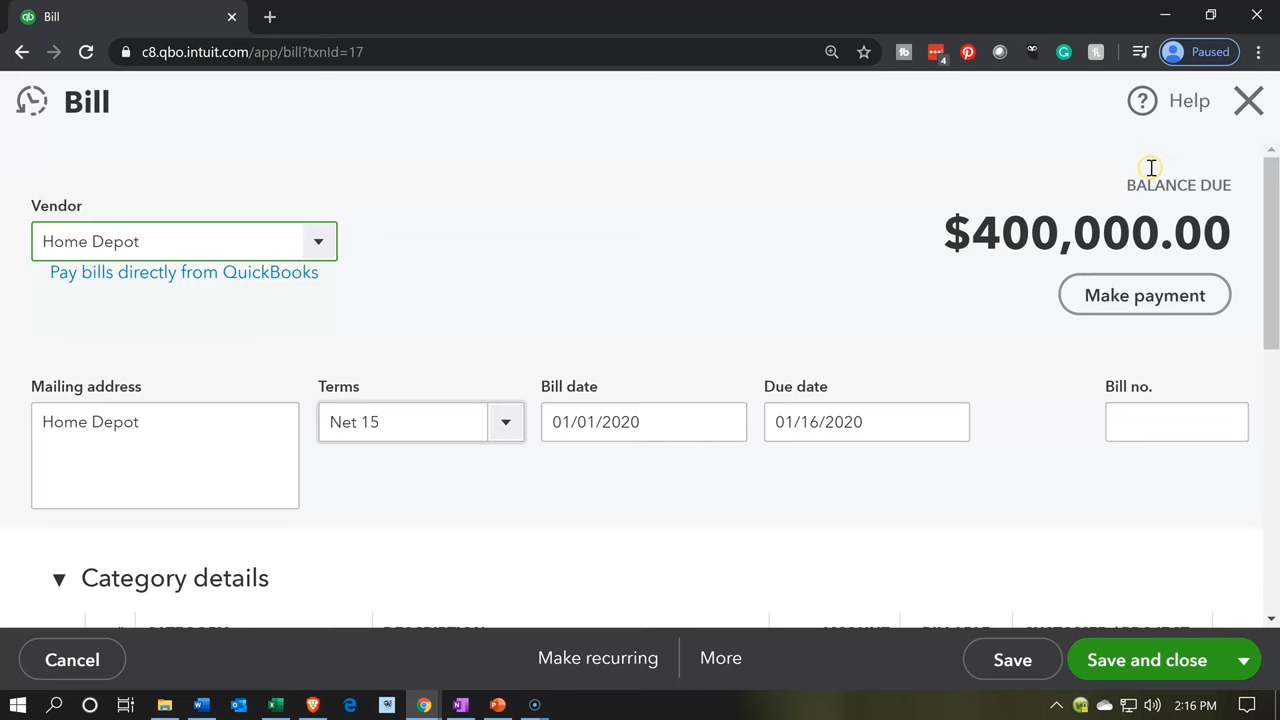 Bill
c8.qbo.intuit.com/app/bill?txnId=17
4
Paused
Bill
Help
BALANCE DUE
Vendor
Home Depot
$400,000.00
Pay bills directly from QuickBooks
Make payment
Mailing address
Terms
Bill date
Due date
Bill no.
Home Depot
Net 15
01/01/2020
01/16/2020
Category details
Cancel
Make recurring
More
Save
Save and close
2:16 PM